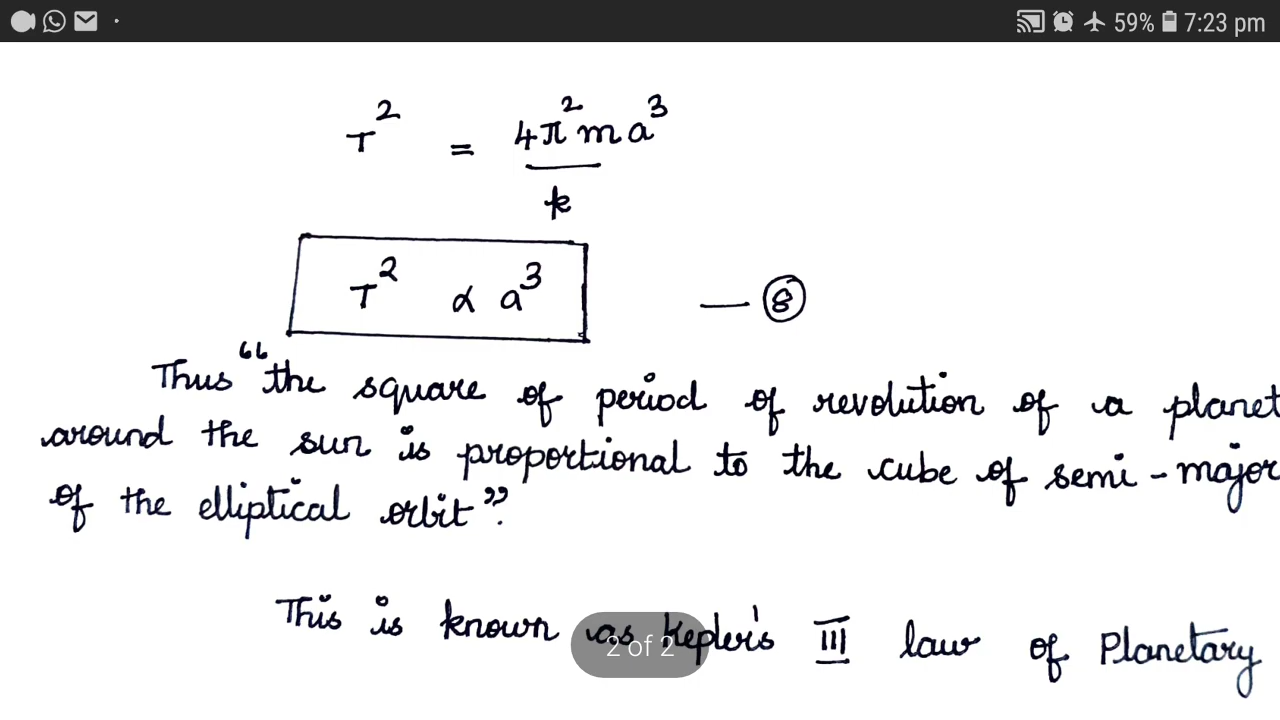 59% 7:23 pm
T² = 4π²m a³
k
T² α a³ — ⑧
Thus "the square of period of revolution of a planet
around the sun is proportional to the cube of semi-major
of the elliptical orbit".
This is known as Kepler's III law of Planetary
2 of 2